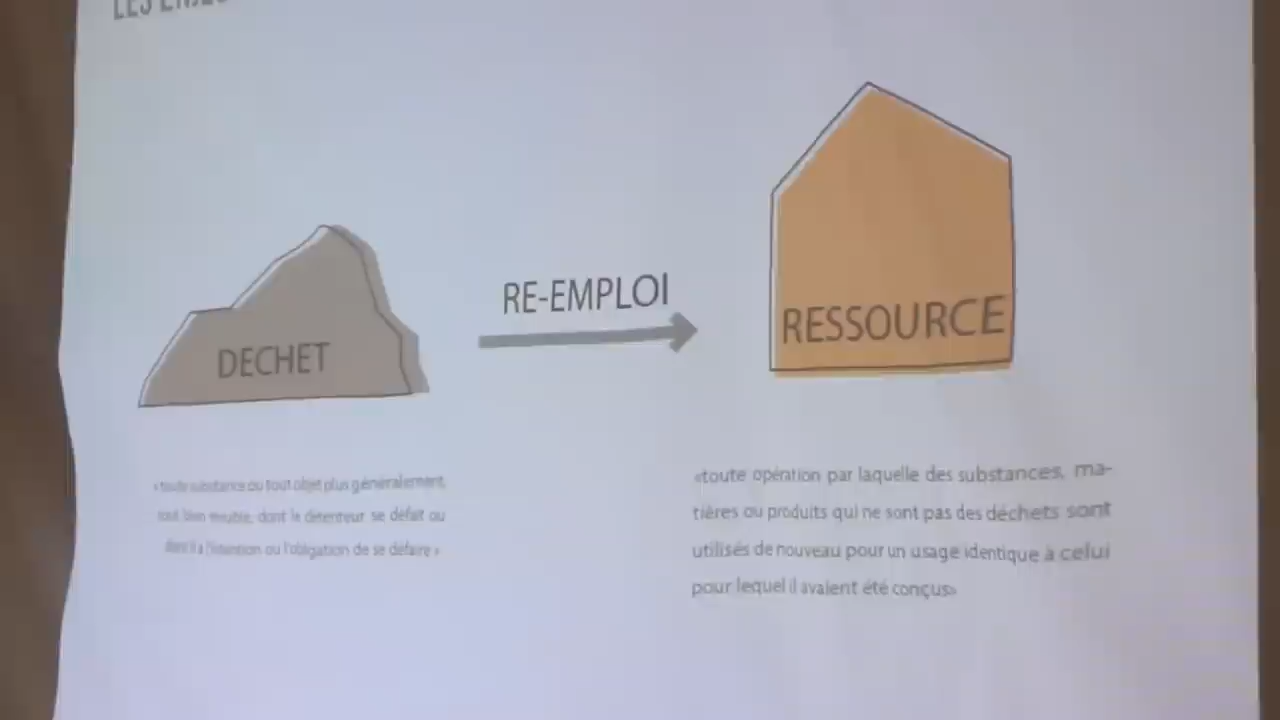 LES ENJEU
RE-EMPLOI
DECHET
RESSOURCE
«toute substance ou tout objet plus généralement,
tout bien meuble, dont le détenteur se défait ou
dont il a l'intention ou l'obligation de se défaire»
«toute opération par laquelle des substances, ma-
tières ou produits qui ne sont pas des déchets sont
utilisés de nouveau pour un usage identique à celui
pour lequel il avaient été conçus»